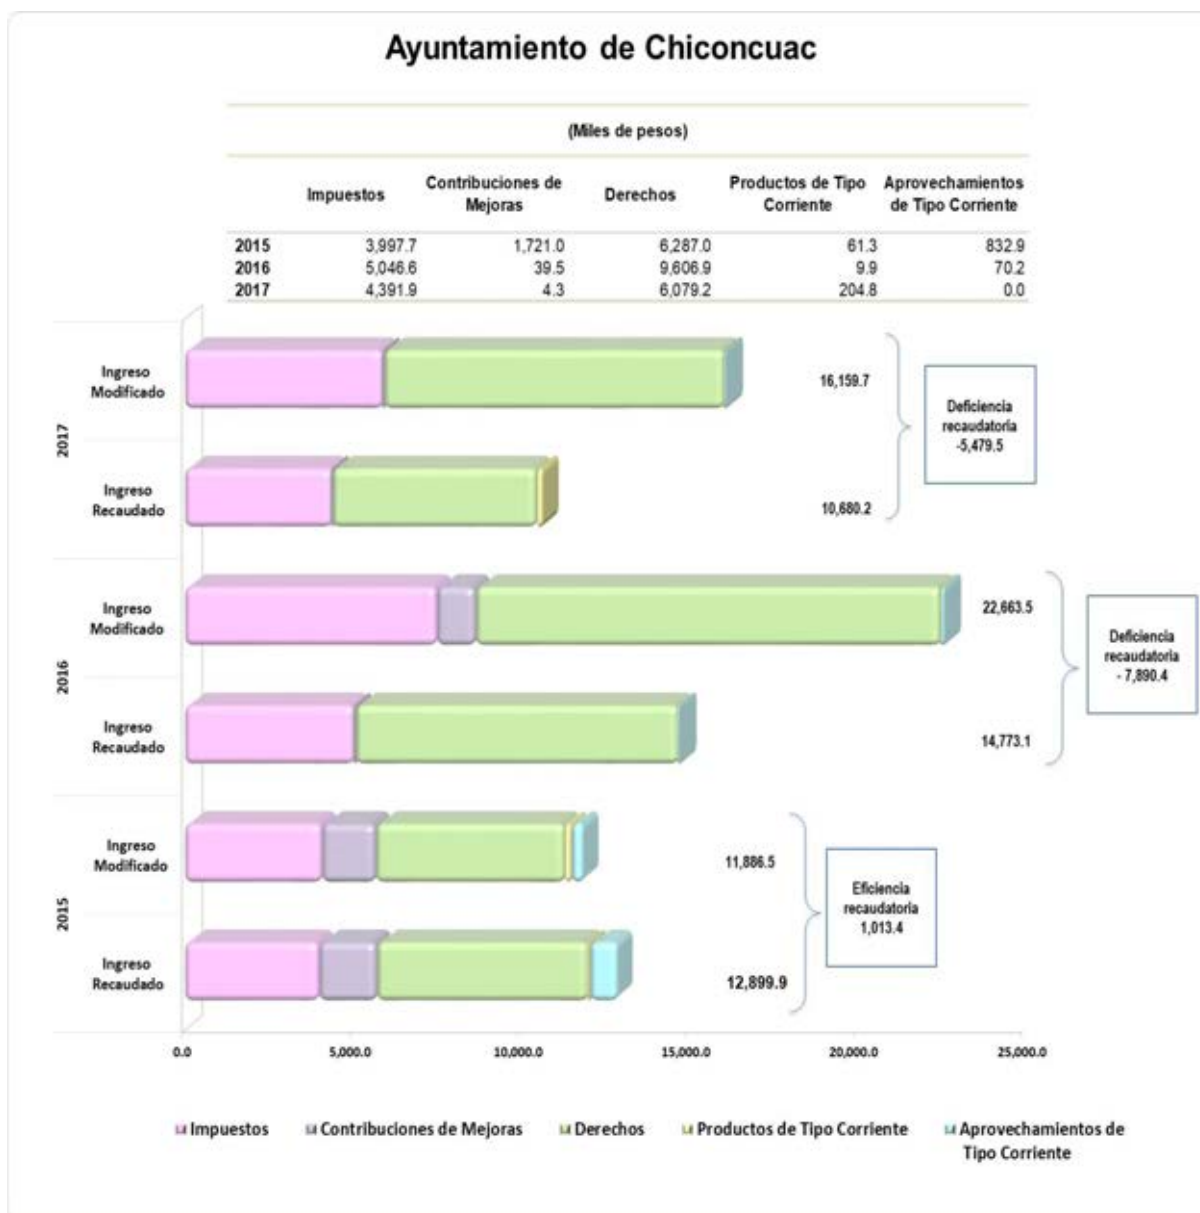 Ayuntamiento de Chiconcuac
(Miles de pesos)
Impuestos Contribuciones de Mejoras Derechos Productos de Tipo Corriente Aprovechamientos de Tipo Corriente
2015 3,997.7 1,721.0 6,287.0 61.3 832.9
2016 5,046.6 39.5 9,606.9 9.9 70.2
2017 4,391.9 4.3 6,079.2 204.8 0.0
2017
Ingreso
Modificado
16,159.7
Ingreso
Recaudado
10,680.2
Deficiencia
recaudatoria
-5,479.5
2016
Ingreso
Modificado
22,663.5
Ingreso
Recaudado
14,773.1
Deficiencia
recaudatoria
- 7,890.4
2015
Ingreso
Modificado
11,886.5
Ingreso
Recaudado
12,899.9
Eficiencia
recaudatoria
1,013.4
0.0 5,000.0 10,000.0 15,000.0 20,000.0 25,000.0
Impuestos
Contribuciones de Mejoras
Derechos
Productos de Tipo Corriente
Aprovechamientos de
Tipo Corriente